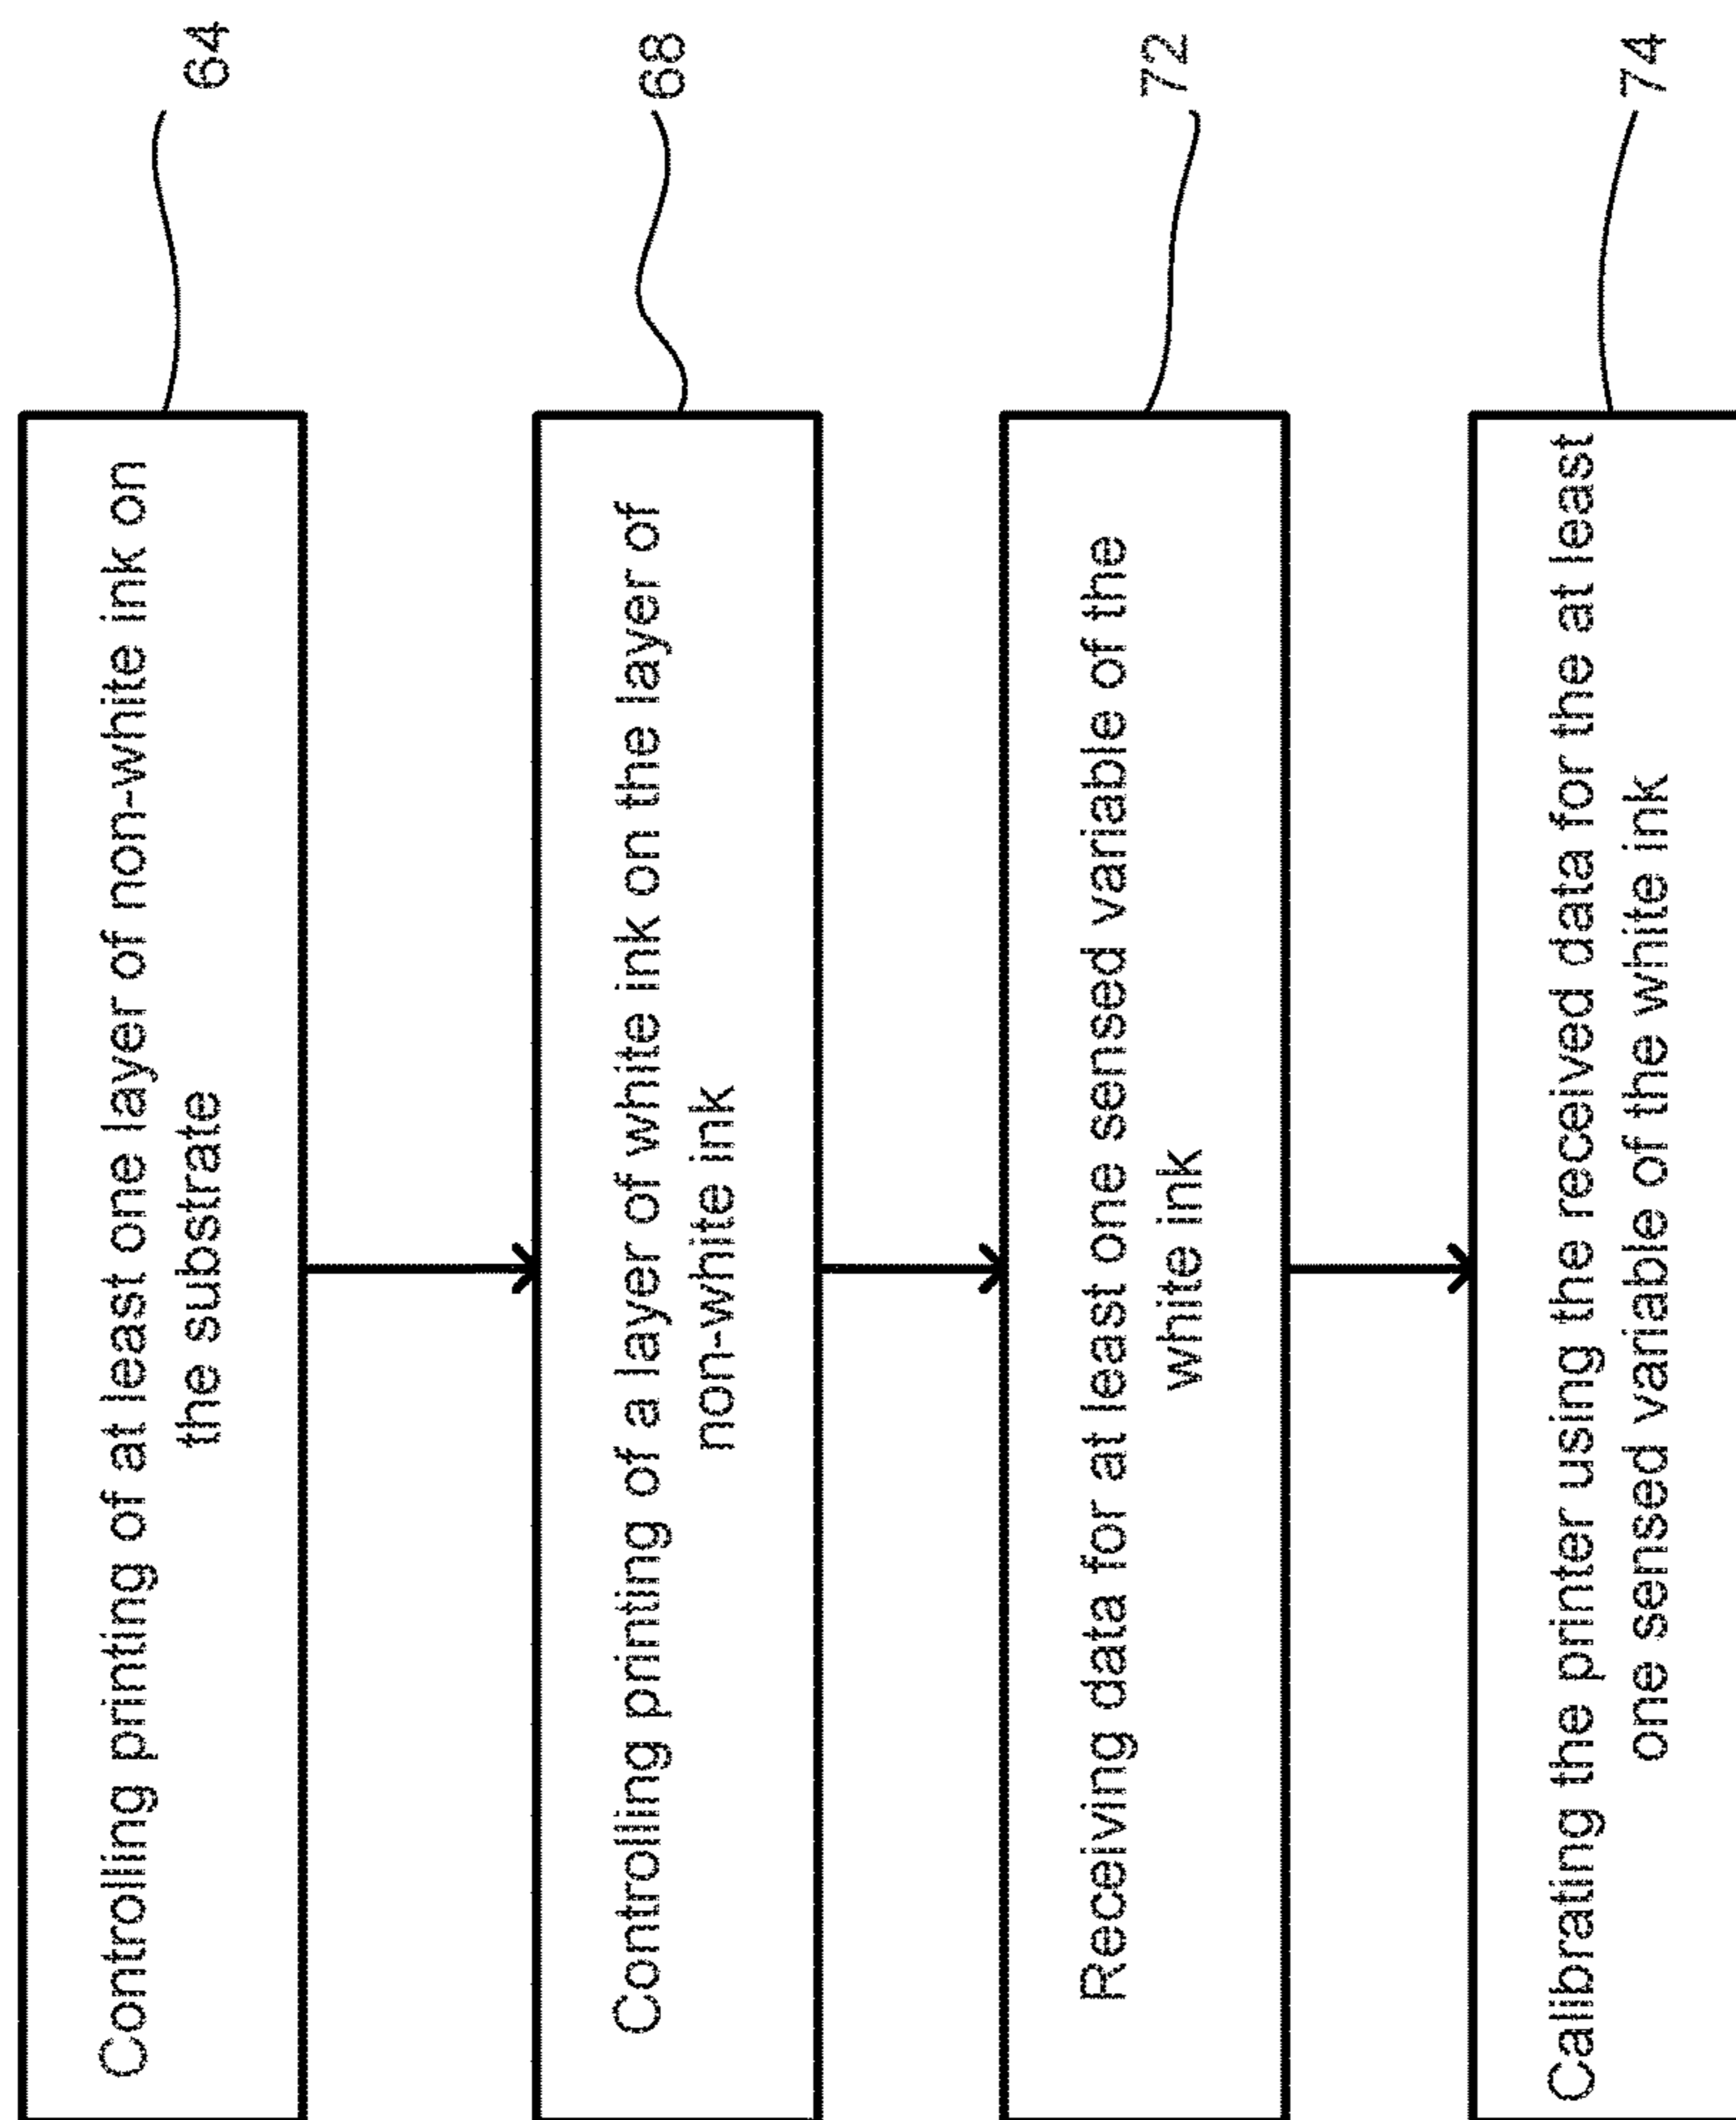 Controlling printing of at least one layer of non-white ink on
the substrate
64
Controlling printing of a layer of white ink on the layer of
non-white ink
68
Receiving data for at least one sensed variable of the
white ink
72
Calibrating the printer using the received data for the at least
one sensed variable of the white ink
74